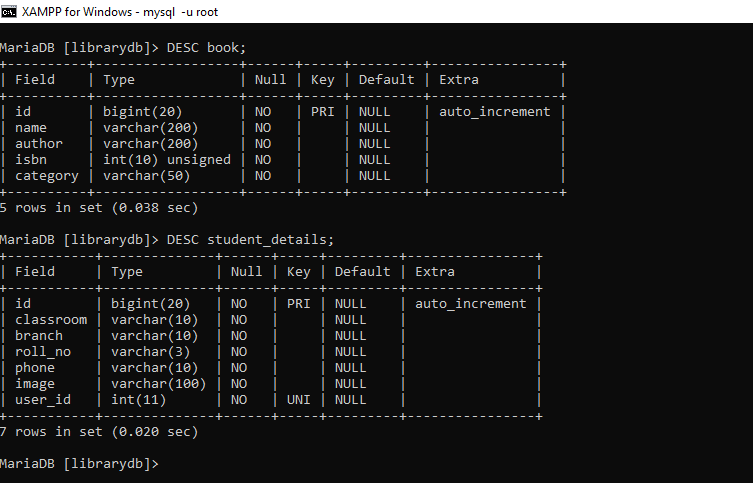 XAMPP for Windows - mysql -u root
MariaDB [librarydb]> DESC book;
+----------+------------------+------+-----+---------+----------------+
| Field    | Type             | Null | Key | Default | Extra          |
+----------+------------------+------+-----+---------+----------------+
| id       | bigint(20)       | NO   | PRI | NULL    | auto_increment |
| name     | varchar(200)     | NO   |     | NULL    |                |
| author   | varchar(200)     | NO   |     | NULL    |                |
| isbn     | int(10) unsigned | NO   |     | NULL    |                |
| category | varchar(50)      | NO   |     | NULL    |                |
+----------+------------------+------+-----+---------+----------------+
5 rows in set (0.038 sec)
MariaDB [librarydb]> DESC student_details;
+-----------+--------------+------+-----+---------+----------------+
| Field     | Type         | Null | Key | Default | Extra          |
+-----------+--------------+------+-----+---------+----------------+
| id        | bigint(20)   | NO   | PRI | NULL    | auto_increment |
| classroom | varchar(10)  | NO   |     | NULL    |                |
| branch    | varchar(10)  | NO   |     | NULL    |                |
| roll_no   | varchar(3)   | NO   |     | NULL    |                |
| phone     | varchar(10)  | NO   |     | NULL    |                |
| image     | varchar(100) | NO   |     | NULL    |                |
| user_id   | int(11)      | NO   | UNI | NULL    |                |
+-----------+--------------+------+-----+---------+----------------+
7 rows in set (0.020 sec)
MariaDB [librarydb]>